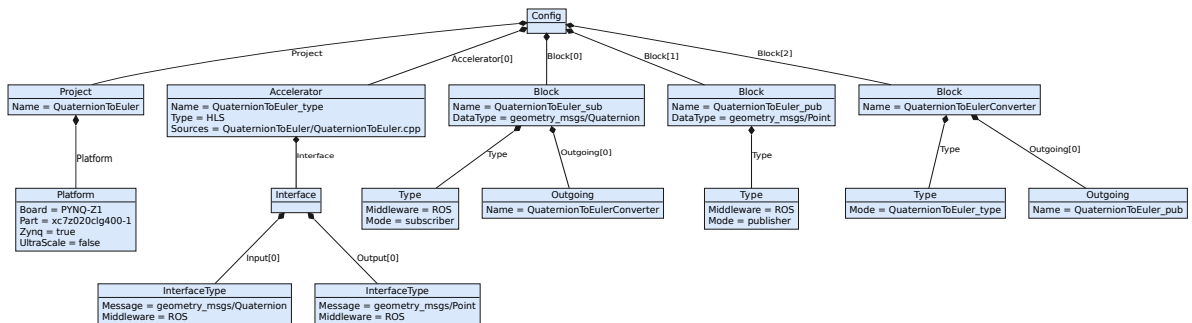 Config
Project
Accelerator[0]
Block[0]
Block[1]
Block[2]
Project
Name = QuaternionToEuler
Accelerator
Name = QuaternionToEuler_type
Type = HLS
Sources = QuaternionToEuler/QuaternionToEuler.cpp
Block
Name = QuaternionToEuler_sub
DataType = geometry_msgs/Quaternion
Block
Name = QuaternionToEuler_pub
DataType = geometry_msgs/Point
Block
Name = QuaternionToEulerConverter
Platform
Interface
Type
Outgoing[0]
Type
Type
Outgoing[0]
Platform
Board = PYNQ-Z1
Part = xc7z020clg400-1
Zynq = true
UltraScale = false
Interface
Type
Middleware = ROS
Mode = subscriber
Outgoing
Name = QuaternionToEulerConverter
Type
Middleware = ROS
Mode = publisher
Type
Mode = QuaternionToEuler_type
Outgoing
Name = QuaternionToEuler_pub
Input[0]
Output[0]
InterfaceType
Message = geometry_msgs/Quaternion
Middleware = ROS
InterfaceType
Message = geometry_msgs/Point
Middleware = ROS